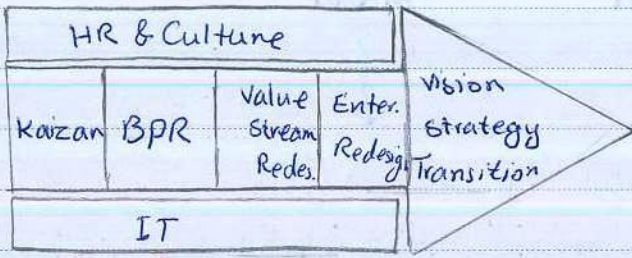 HR & Culture
Kaizan
BPR
Value
Stream
Redes.
Enter.
Redesig.
Vision
Strategy
Transition
IT